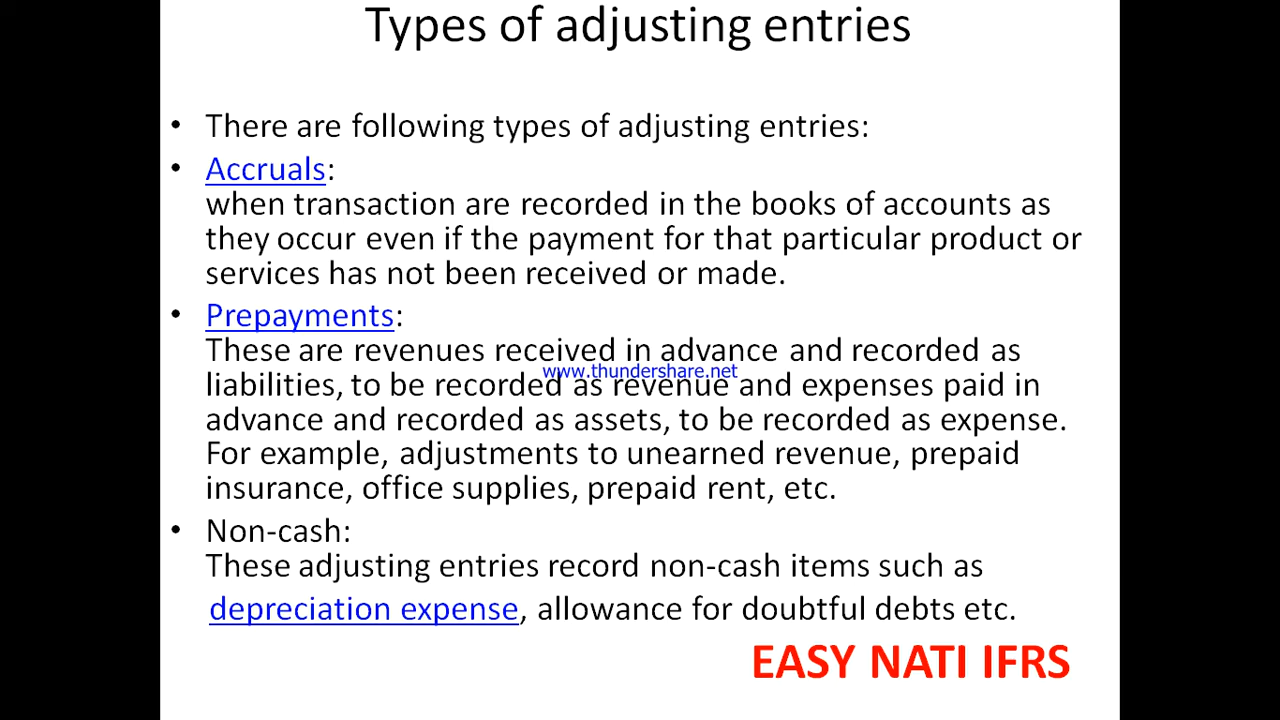 Types of adjusting entries
• There are following types of adjusting entries:
• Accruals:
when transaction are recorded in the books of accounts as
they occur even if the payment for that particular product or
services has not been received or made.
• Prepayments:
These are revenues received in advance and recorded as
www.thundershare.net
liabilities, to be recorded as revenue and expenses paid in
advance and recorded as assets, to be recorded as expense.
For example, adjustments to unearned revenue, prepaid
insurance, office supplies, prepaid rent, etc.
• Non-cash:
These adjusting entries record non-cash items such as
depreciation expense, allowance for doubtful debts etc.
EASY NATI IFRS